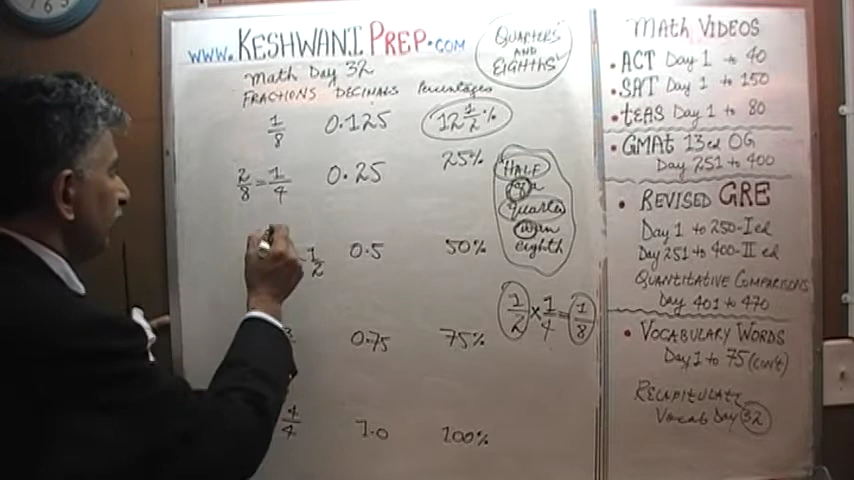 www.KESHWANI PREP.COM
Math Day 32
QUARTERS
AND
EIGHTHS
FRACTIONS DECIMALS Percentages
1/8 0.125 12 1/2 %
2/8 = 1/4 0.25 25%
1/2 0.5 50%
3 0.75 75%
4/4 1.0 100%
HALF
quarter
eighth
1/2 × 1/4 = 1/8
Math VIDEOS
• ACT Day 1 to 40
• SAT Day 1 to 150
• tEAS Day 1 to 80
• GMAt 13ed OG
Day 251 to 400
• REVISED GRE
Day 1 to 250-I ed
Day 251 to 400-II ed
QUANTITATIVE COMPARISONS
Day 401 to 470
• VOCABULARY WORDS
Day 1 to 75 (con't)
RECAPITULATE
Vocab Day 32